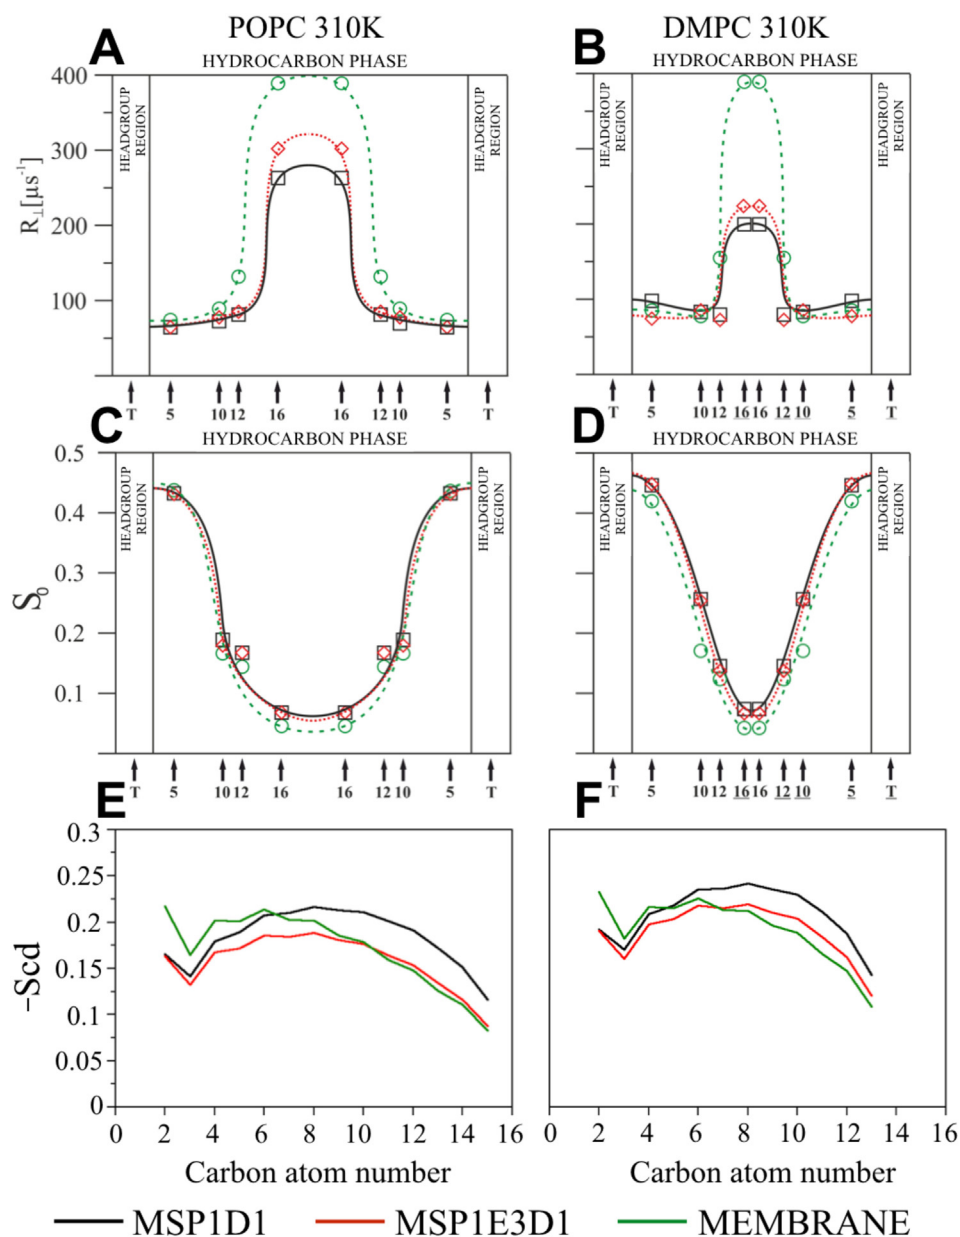 POPC 310K
DMPC 310K
A
B
HYDROCARBON PHASE
HYDROCARBON PHASE
400
300
200
100
R⊥[µs⁻¹]
HEADGROUP
REGION
HEADGROUP
REGION
HEADGROUP
REGION
HEADGROUP
REGION
T 5 10 12 16 16 12 10 5 T
T 5 10 12 16 16 12 10 5 T
C
D
HYDROCARBON PHASE
HYDROCARBON PHASE
0.5
0.4
0.3
0.2
0.1
S₀
HEADGROUP
REGION
HEADGROUP
REGION
HEADGROUP
REGION
HEADGROUP
REGION
T 5 10 12 16 16 12 10 5 T
T 5 10 12 16 16 12 10 5 T
E
F
0.3
0.25
0.2
0.15
0.1
0.05
0
-Scd
0 2 4 6 8 10 12 14 16
0 2 4 6 8 10 12 14 16
Carbon atom number
Carbon atom number
MSP1D1
MSP1E3D1
MEMBRANE